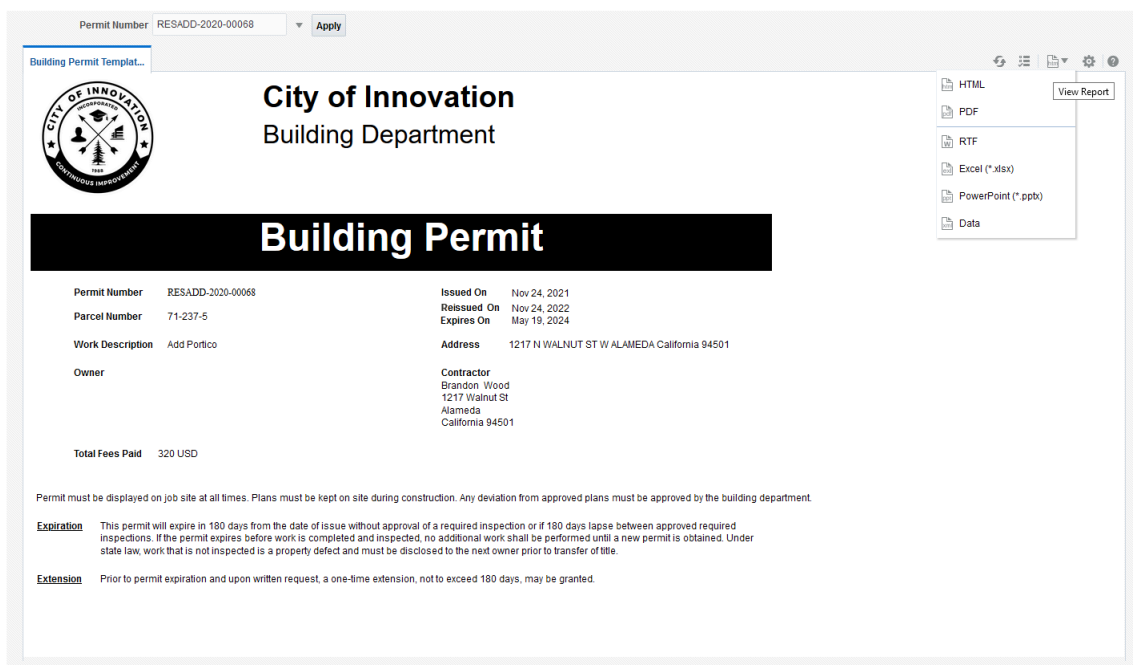 Permit Number RESADD-2020-00068 Apply
Building Permit Templat...
HTML
View Report
PDF
RTF
Excel (*.xlsx)
PowerPoint (*.pptx)
Data
CITY OF INNOVATION
INCORPORATED
CONTINUOUS IMPROVEMENT
City of Innovation
Building Department
Building Permit
Permit Number RESADD-2020-00068
Issued On Nov 24, 2021
Reissued On Nov 24, 2022
Parcel Number 71-237-5
Expires On May 19, 2024
Work Description Add Portico
Address 1217 N WALNUT ST W ALAMEDA California 94501
Owner
Contractor
Brandon Wood
1217 Walnut St
Alameda
California 94501
Total Fees Paid 320 USD
Permit must be displayed on job site at all times. Plans must be kept on site during construction. Any deviation from approved plans must be approved by the building department.
Expiration This permit will expire in 180 days from the date of issue without approval of a required inspection or if 180 days lapse between approved required
inspections. If the permit expires before work is completed and inspected, no additional work shall be performed until a new permit is obtained. Under
state law, work that is not inspected is a property defect and must be disclosed to the next owner prior to transfer of title.
Extension Prior to permit expiration and upon written request, a one-time extension, not to exceed 180 days, may be granted.